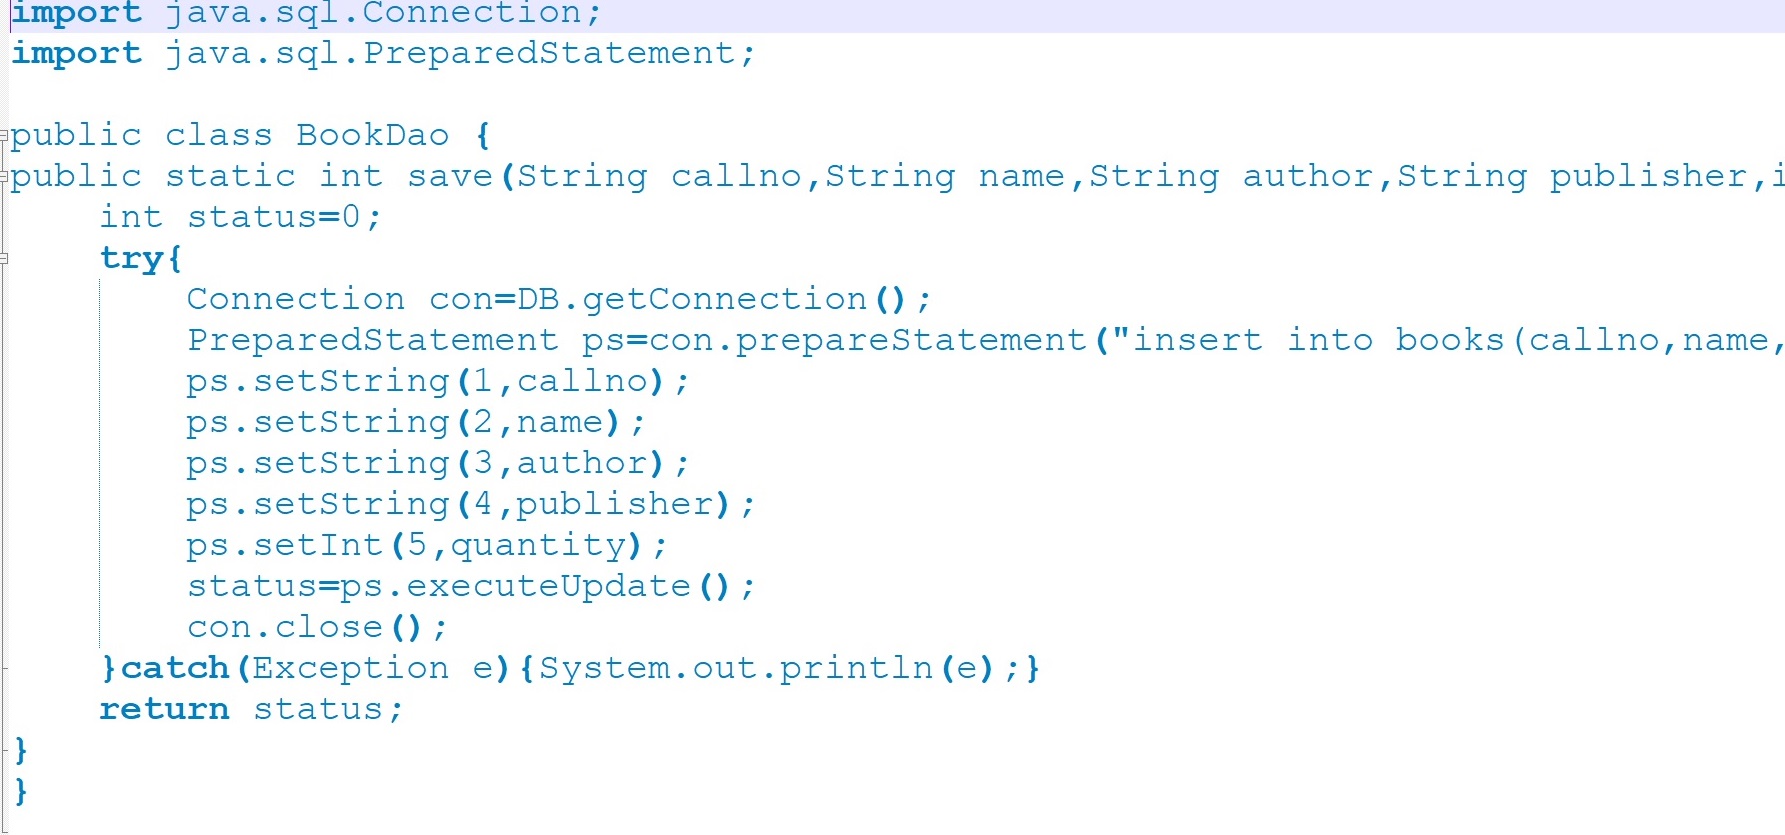 import java.sql.Connection;
import java.sql.PreparedStatement;
public class BookDao {
public static int save(String callno,String name,String author,String publisher,i
int status=0;
try{
Connection con=DB.getConnection();
PreparedStatement ps=con.prepareStatement("insert into books(callno,name,
ps.setString(1,callno);
ps.setString(2,name);
ps.setString(3,author);
ps.setString(4,publisher);
ps.setInt(5,quantity);
status=ps.executeUpdate();
con.close();
}catch(Exception e){System.out.println(e);}
return status;
}
}